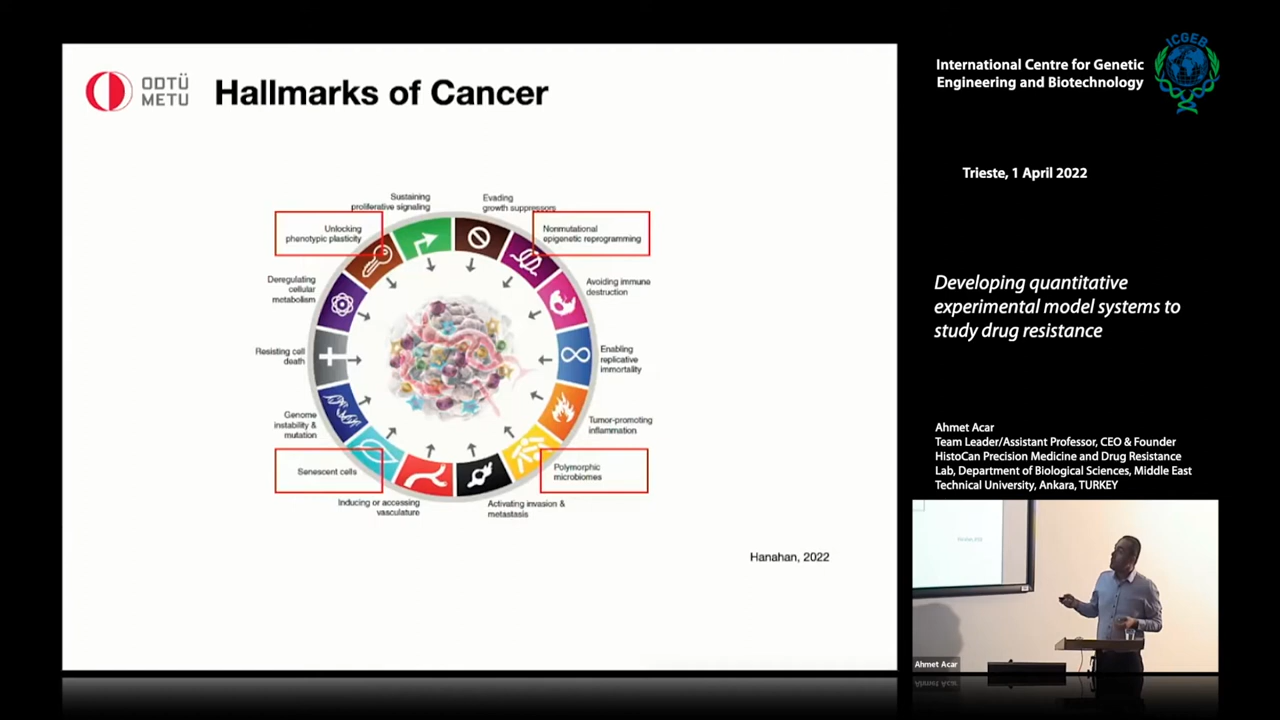 ODTÜ
METU
Hallmarks of Cancer
Sustaining
proliferative signaling
Evading
growth suppressors
Unlocking
phenotypic plasticity
Nonmutational
epigenetic reprogramming
Deregulating
cellular
metabolism
Avoiding immune
destruction
Resisting cell
death
Enabling
replicative
immortality
Genome
instability &
mutation
Tumor-promoting
inflammation
Senescent cells
Polymorphic
microbiomes
Inducing or accessing
vasculature
Activating invasion &
metastasis
Hanahan, 2022
International Centre for Genetic
Engineering and Biotechnology
ICGEB
Trieste, 1 April 2022
Developing quantitative
experimental model systems to
study drug resistance
Ahmet Acar
Team Leader/Assistant Professor, CEO & Founder
HistoCan Precision Medicine and Drug Resistance
Lab, Department of Biological Sciences, Middle East
Technical University, Ankara, TURKEY
Ahmet Acar